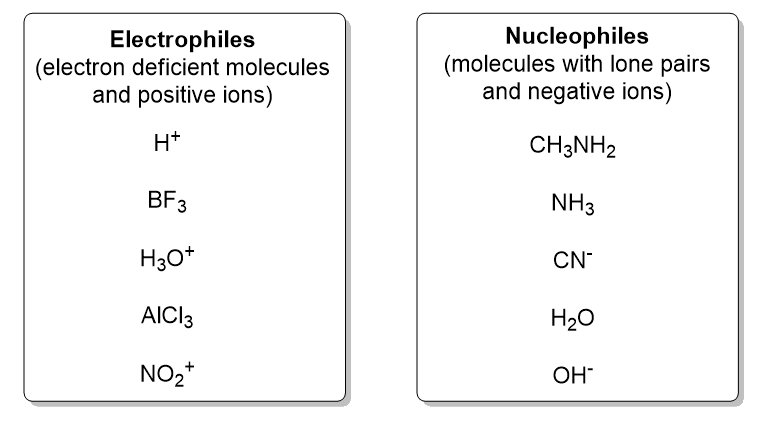 Electrophiles
(electron deficient molecules
and positive ions)
H⁺
BF₃
H₃O⁺
AlCl₃
NO₂⁺
Nucleophiles
(molecules with lone pairs
and negative ions)
CH₃NH₂
NH₃
CN⁻
H₂O
OH⁻